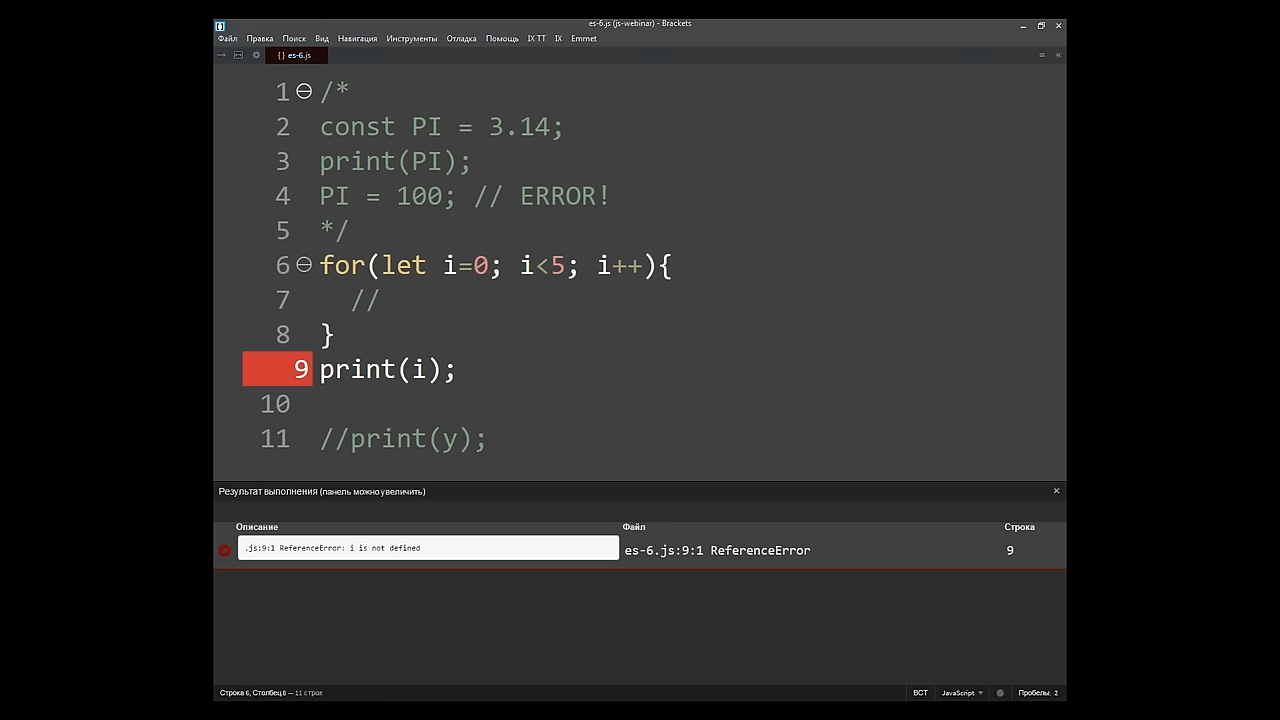 es-6.js (js-webinar) - Brackets
Файл Правка Поиск Вид Навигация Инструменты Отладка Помощь IX TT IX Emmet
{} es-6.js
1 /*
2 const PI = 3.14;
3 print(PI);
4 PI = 100; // ERROR!
5 */
6 for(let i=0; i<5; i++){
7 //
8 }
9 print(i);
10
11 //print(y);
Результат выполнения (панель можно увеличить)
Описание Файл Строка
.js:9:1 ReferenceError: i is not defined es-6.js:9:1 ReferenceError 9
Строка 6, Столбец 8 — 11 строк ВСТ JavaScript Пробелы: 2